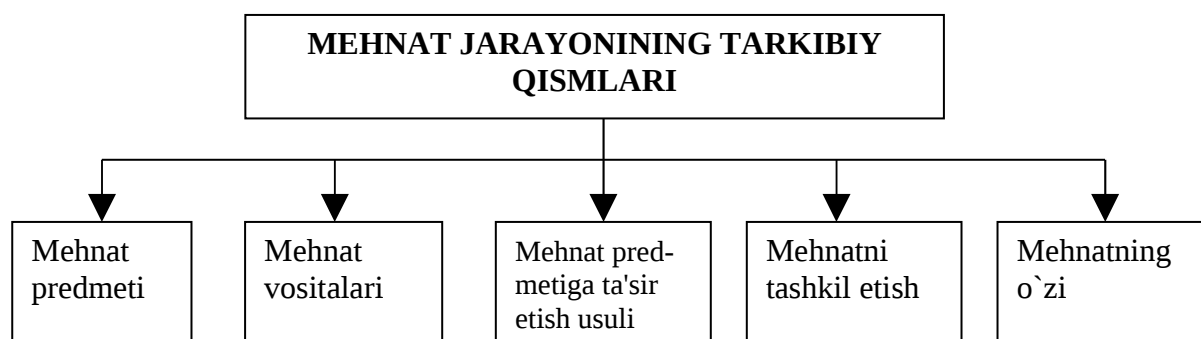 MEHNAT JARAYONINING TARKIBIY
QISMLARI
Mehnat
predmeti
Mehnat
vositalari
Mehnat pred-
metiga ta'sir
etish usuli
Mehnatni
tashkil etish
Mehnatning
o`zi